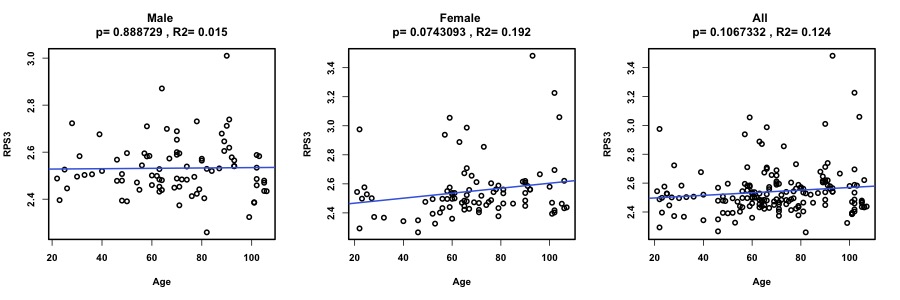 Male
p= 0.888729 , R2= 0.015
RPS3
3.0
2.8
2.6
2.4
20 40 60 80 100
Age
Female
p= 0.0743093 , R2= 0.192
RPS3
3.4
3.2
3.0
2.8
2.6
2.4
20 40 60 80 100
Age
All
p= 0.1067332 , R2= 0.124
RPS3
3.4
3.2
3.0
2.8
2.6
2.4
20 40 60 80 100
Age